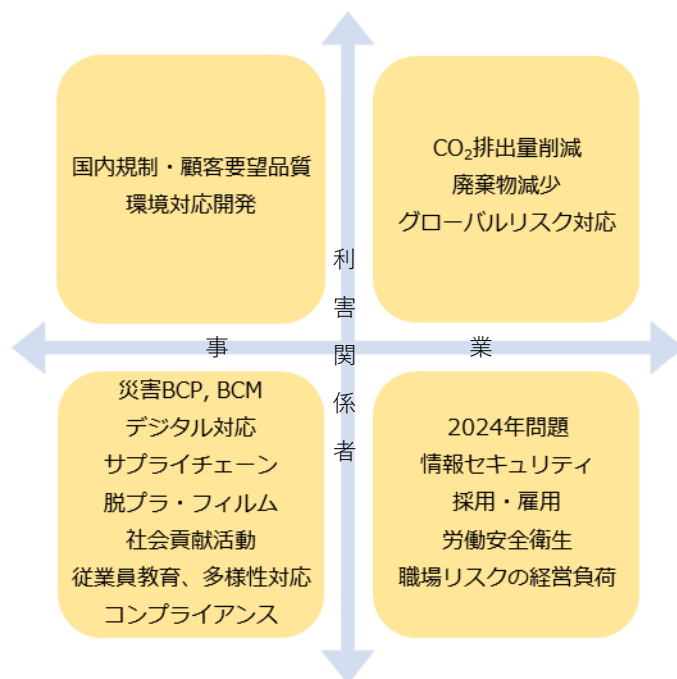 国内規制・顧客要望品質
環境対応開発
CO₂排出量削減
廃棄物減少
グローバルリスク対応
利害関係者
事業
災害BCP, BCM
デジタル対応
サプライチェーン
脱プラ・フィルム
社会貢献活動
従業員教育、多様性対応
コンプライアンス
2024年問題
情報セキュリティ
採用・雇用
労働安全衛生
職場リスクの経営負荷